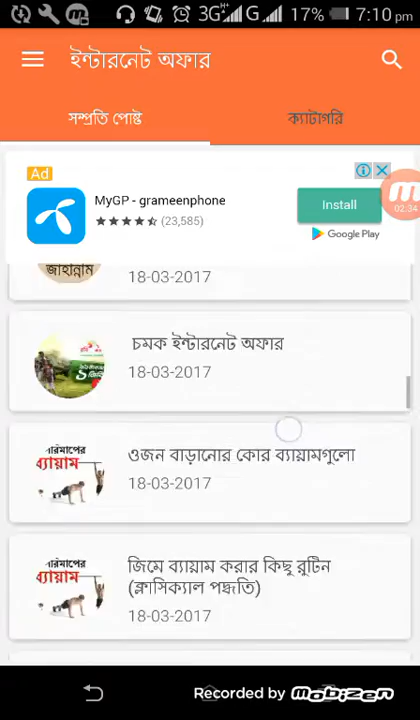 3G H+ G 17% 7:10 pm
ইন্টারনেট অফার
সম্প্রতি পোষ্ট
ক্যাটাগরি
Ad
MyGP - grameenphone
(23,585)
Install
Google Play
02:34
জাহান্নাম
18-03-2017
চমক ইন্টারনেট অফার
18-03-2017
ওজন বাড়ানোর কোর ব্যায়ামগুলো
18-03-2017
ব্যায়াম
জিমে ব্যায়াম করার কিছু রুটিন
(ক্লাসিক্যাল পদ্ধতি)
18-03-2017
ব্যায়াম
Recorded by mobizen